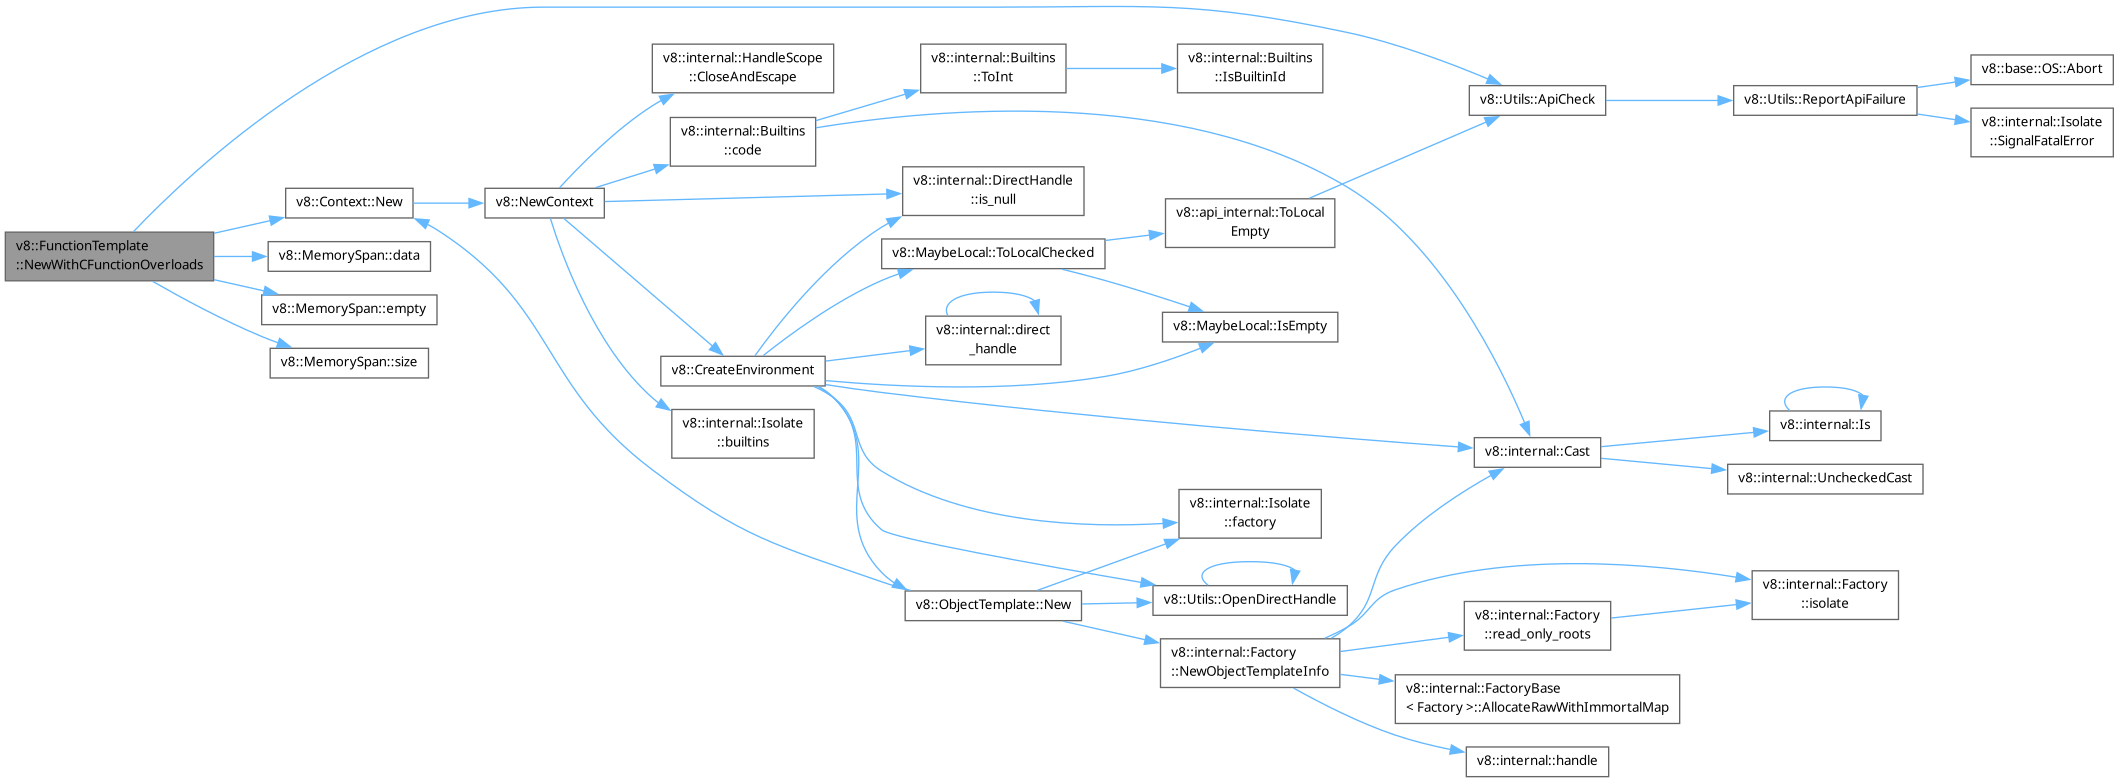 v8::FunctionTemplate
::NewWithCFunctionOverloads
v8::Context::New
v8::MemorySpan::data
v8::MemorySpan::empty
v8::MemorySpan::size
v8::NewContext
v8::internal::HandleScope
::CloseAndEscape
v8::internal::Builtins
::code
v8::CreateEnvironment
v8::internal::Isolate
::builtins
v8::internal::Builtins
::ToInt
v8::internal::DirectHandle
::is_null
v8::MaybeLocal::ToLocalChecked
v8::internal::direct
_handle
v8::ObjectTemplate::New
v8::internal::Builtins
::IsBuiltinId
v8::api_internal::ToLocal
Empty
v8::MaybeLocal::IsEmpty
v8::internal::Isolate
::factory
v8::Utils::OpenDirectHandle
v8::internal::Factory
::NewObjectTemplateInfo
v8::Utils::ApiCheck
v8::internal::Cast
v8::internal::Factory
::read_only_roots
v8::internal::FactoryBase
< Factory >::AllocateRawWithImmortalMap
v8::internal::handle
v8::Utils::ReportApiFailure
v8::internal::Is
v8::internal::UncheckedCast
v8::internal::Factory
::isolate
v8::base::OS::Abort
v8::internal::Isolate
::SignalFatalError